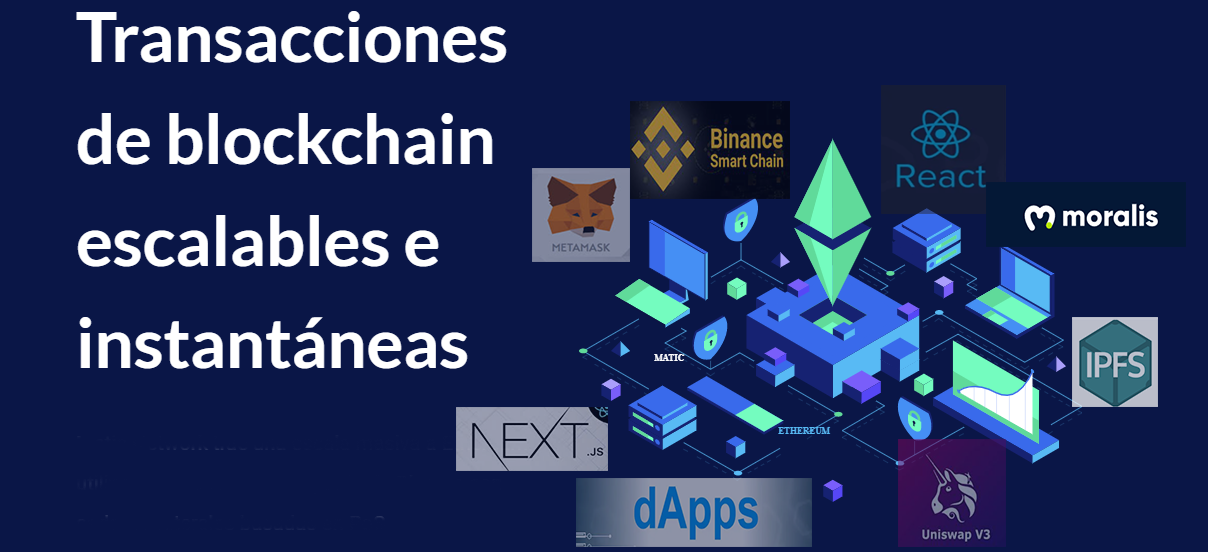 Transacciones
de blockchain
escalables e
instantáneas
Binance
Smart Chain
METAMASK
React
moralis
MATIC
IPFS
NEXT
.JS
ETHEREUM
dApps
Uniswap V3